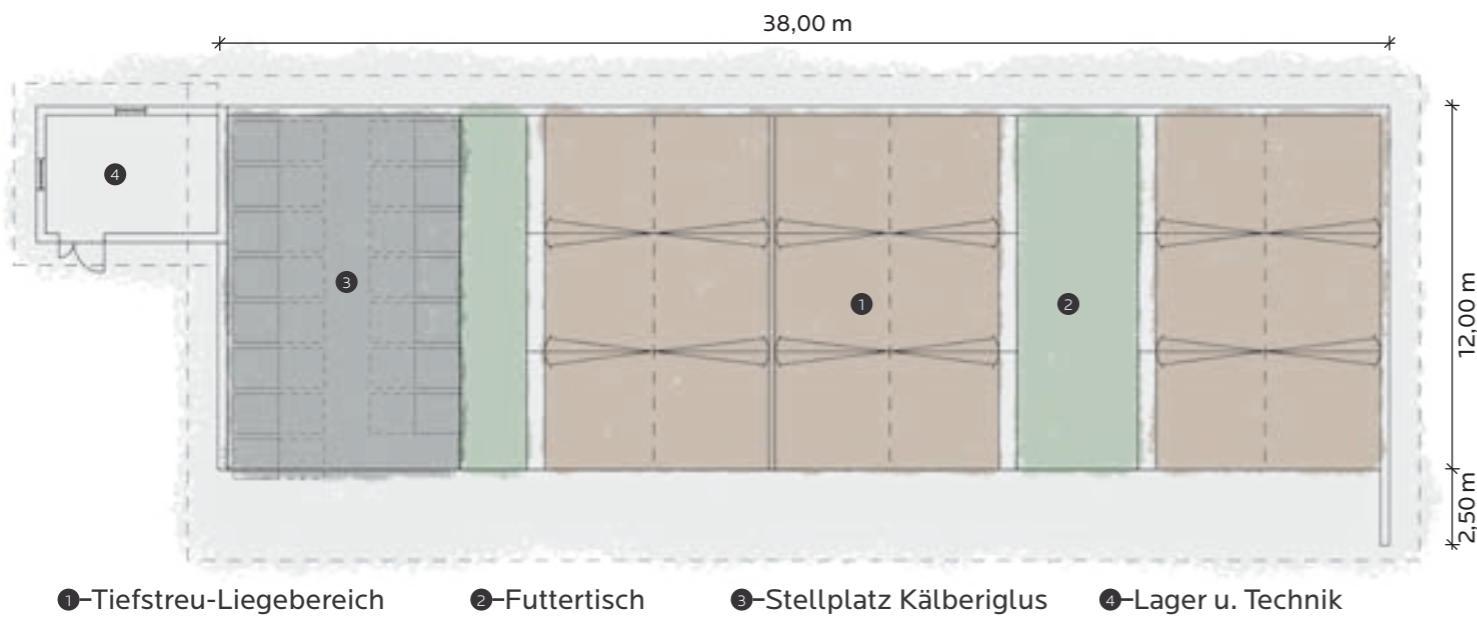 38,00 m
4
3
1
2
12,00 m
2,50 m
1–Tiefstreu-Liegebereich 2–Futtertisch 3–Stellplatz Kälberiglus 4–Lager u. Technik